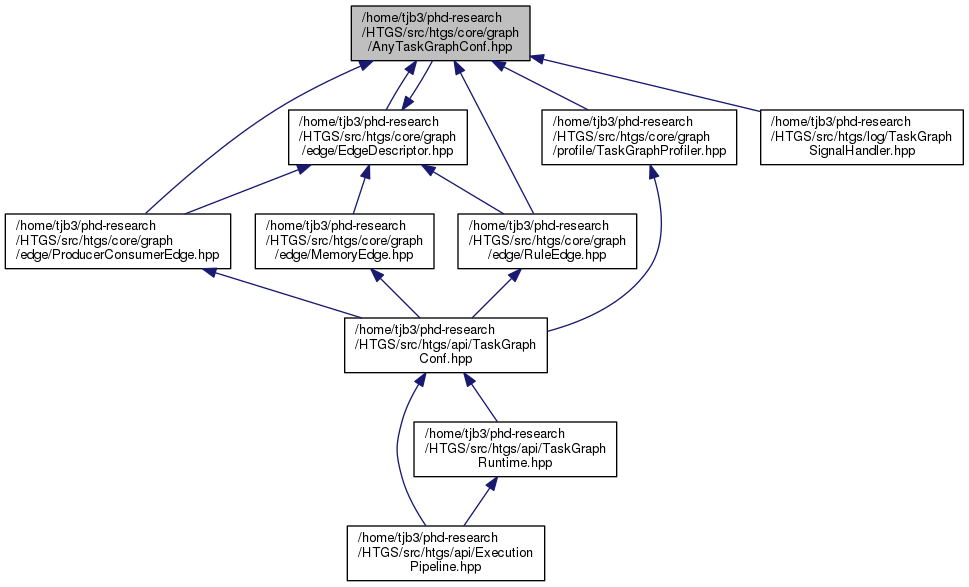 /home/tjb3/phd-research
/HTGS/src/htgs/core/graph
/AnyTaskGraphConf.hpp
/home/tjb3/phd-research
/HTGS/src/htgs/core/graph
/edge/EdgeDescriptor.hpp
/home/tjb3/phd-research
/HTGS/src/htgs/core/graph
/profile/TaskGraphProfiler.hpp
/home/tjb3/phd-research
/HTGS/src/htgs/log/TaskGraph
SignalHandler.hpp
/home/tjb3/phd-research
/HTGS/src/htgs/core/graph
/edge/ProducerConsumerEdge.hpp
/home/tjb3/phd-research
/HTGS/src/htgs/core/graph
/edge/MemoryEdge.hpp
/home/tjb3/phd-research
/HTGS/src/htgs/core/graph
/edge/RuleEdge.hpp
/home/tjb3/phd-research
/HTGS/src/htgs/api/TaskGraph
Conf.hpp
/home/tjb3/phd-research
/HTGS/src/htgs/api/TaskGraph
Runtime.hpp
/home/tjb3/phd-research
/HTGS/src/htgs/api/Execution
Pipeline.hpp